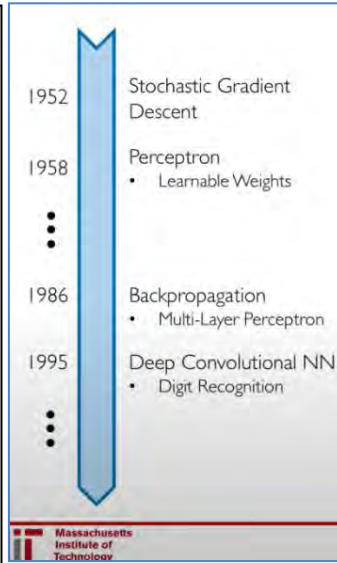 1952 Stochastic Gradient
Descent
1958 Perceptron
• Learnable Weights
1986 Backpropagation
• Multi-Layer Perceptron
1995 Deep Convolutional NN
• Digit Recognition
Massachusetts
Institute of
Technology